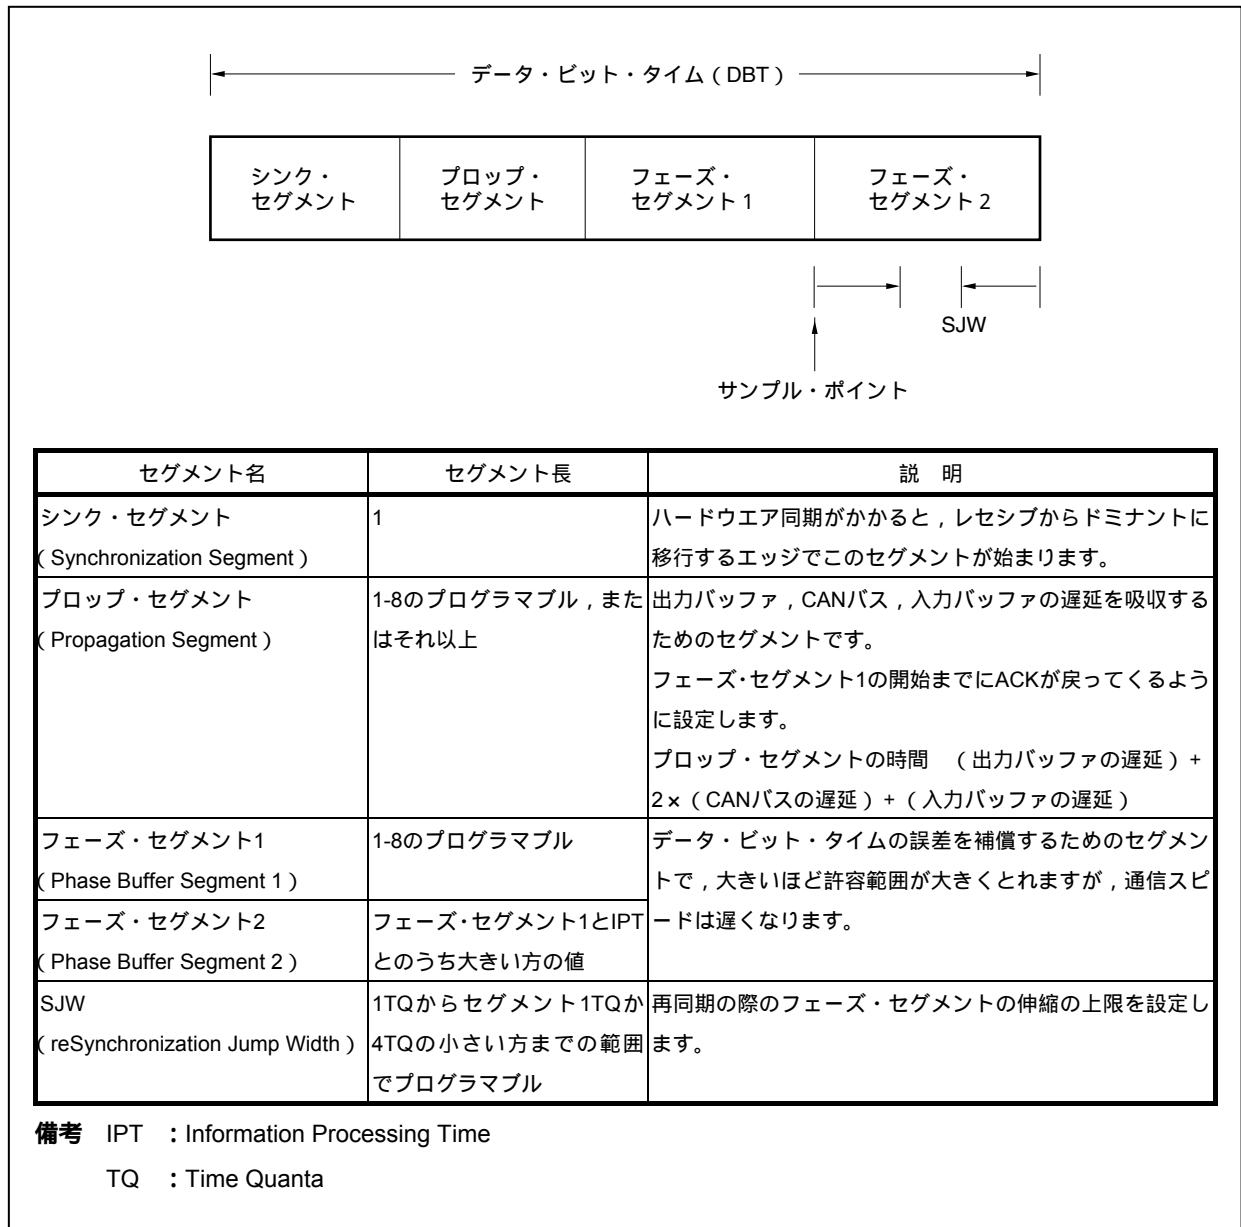 データ・ビット・タイム（DBT）
シンク・
セグメント
プロップ・
セグメント
フェーズ・
セグメント1
フェーズ・
セグメント2
SJW
サンプル・ポイント
セグメント名
セグメント長
説　明
シンク・セグメント
（Synchronization Segment）
1
ハードウエア同期がかかると，レセシブからドミナントに
移行するエッジでこのセグメントが始まります。
プロップ・セグメント
（Propagation Segment）
1-8のプログラマブル，また
はそれ以上
出力バッファ，CANバス，入力バッファの遅延を吸収する
ためのセグメントです。
フェーズ・セグメント1の開始までにACKが戻ってくるよう
に設定します。
プロップ・セグメントの時間　（出力バッファの遅延）+
2×（CANバスの遅延）+（入力バッファの遅延）
フェーズ・セグメント1
（Phase Buffer Segment 1）
1-8のプログラマブル
データ・ビット・タイムの誤差を補償するためのセグメン
トで，大きいほど許容範囲が大きくとれますが，通信スピ
ードは遅くなります。
フェーズ・セグメント2
（Phase Buffer Segment 2）
フェーズ・セグメント1とIPT
とのうち大きい方の値
SJW
（reSynchronization Jump Width）
1TQからセグメント1TQか
4TQの小さい方までの範囲
でプログラマブル
再同期の際のフェーズ・セグメントの伸縮の上限を設定し
ます。
備考　IPT　：Information Processing Time
TQ　：Time Quanta